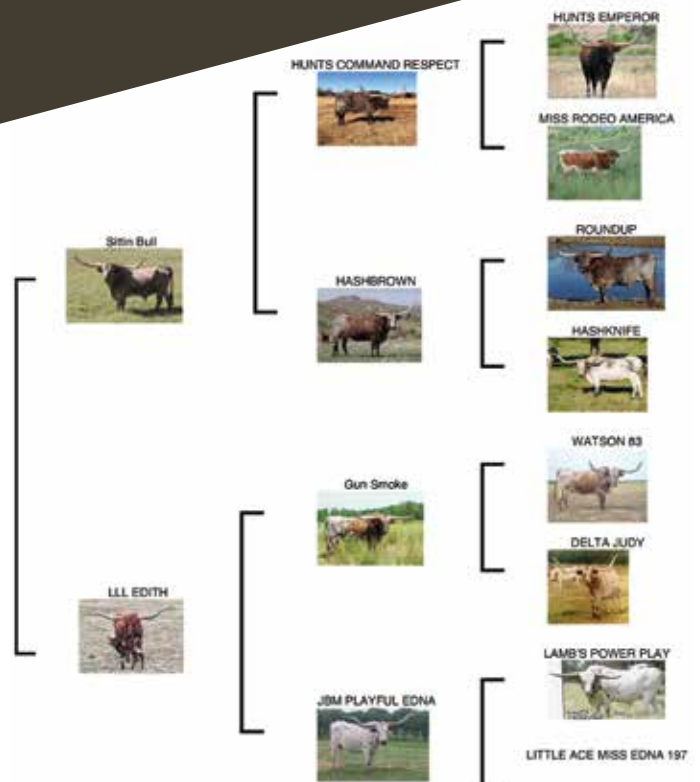 HUNTS EMPEROR
HUNTS COMMAND RESPECT
MISS RODEO AMERICA
Sittin Bull
ROUNDUP
HASHBROWN
HASHKNIFE
WATSON 83
Gun Smoke
DELTA JUDY
LLL EDITH
LAMB'S POWER PLAY
JBM PLAYFUL EDNA
LITTLE ACE MISS EDNA 197